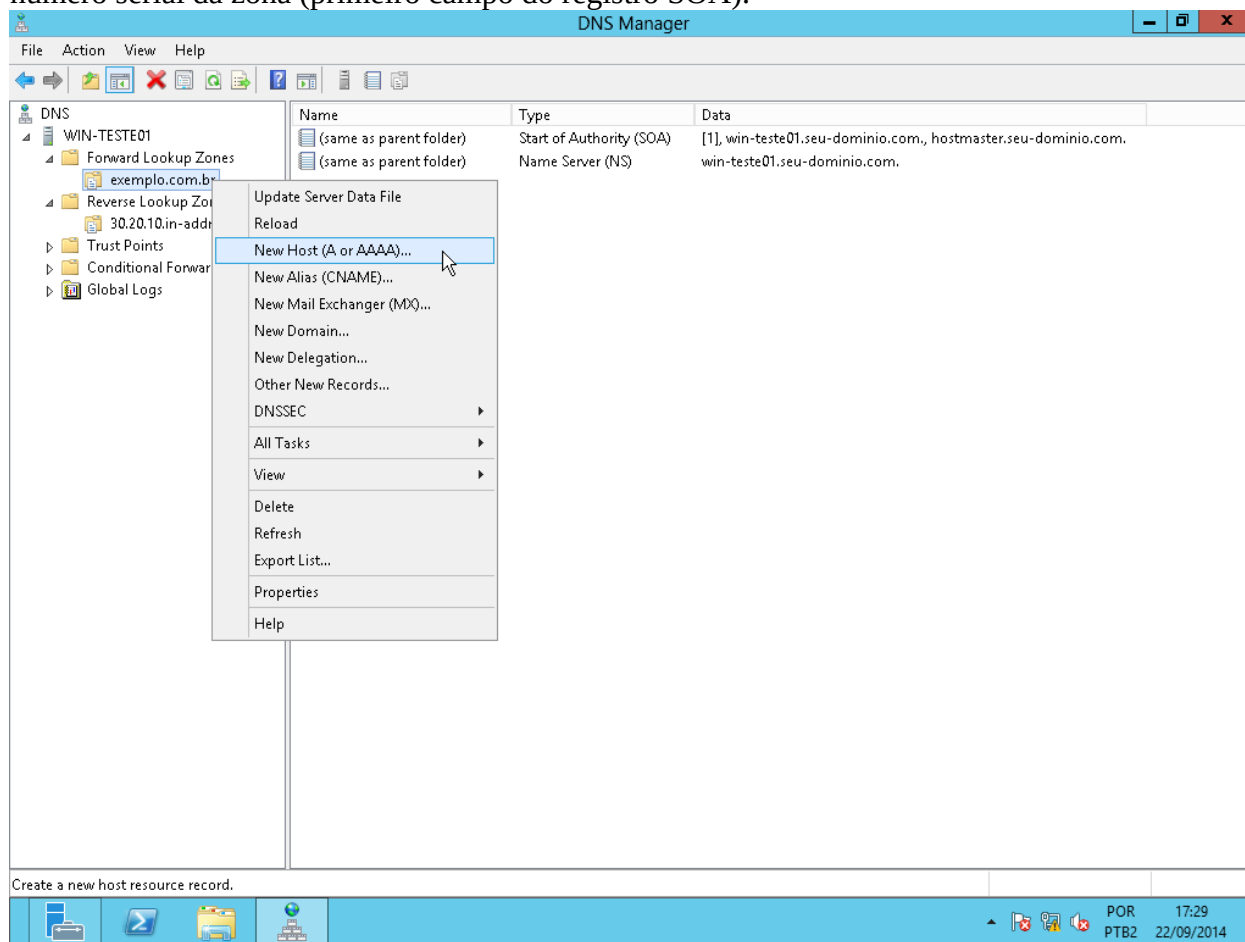 número serial da zona (primeiro campo do registro SOA).
DNS Manager
File Action View Help
DNS
WIN-TESTE01
Forward Lookup Zones
exemplo.com.br
Reverse Lookup Zo
30.20.10.in-addr
Trust Points
Conditional Forwar
Global Logs
Name Type Data
(same as parent folder) Start of Authority (SOA) [1], win-teste01.seu-dominio.com., hostmaster.seu-dominio.com.
(same as parent folder) Name Server (NS) win-teste01.seu-dominio.com.
Update Server Data File
Reload
New Host (A or AAAA)...
New Alias (CNAME)...
New Mail Exchanger (MX)...
New Domain...
New Delegation...
Other New Records...
DNSSEC
All Tasks
View
Delete
Refresh
Export List...
Properties
Help
Create a new host resource record.
POR 17:29
PTB2 22/09/2014